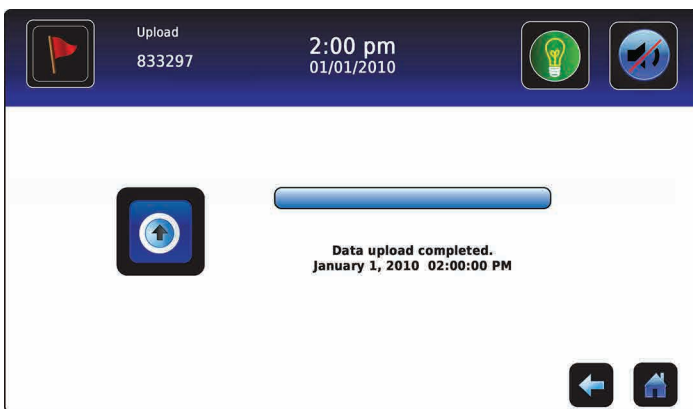 Upload
833297
2:00 pm
01/01/2010
Data upload completed.
January 1, 2010 02:00:00 PM